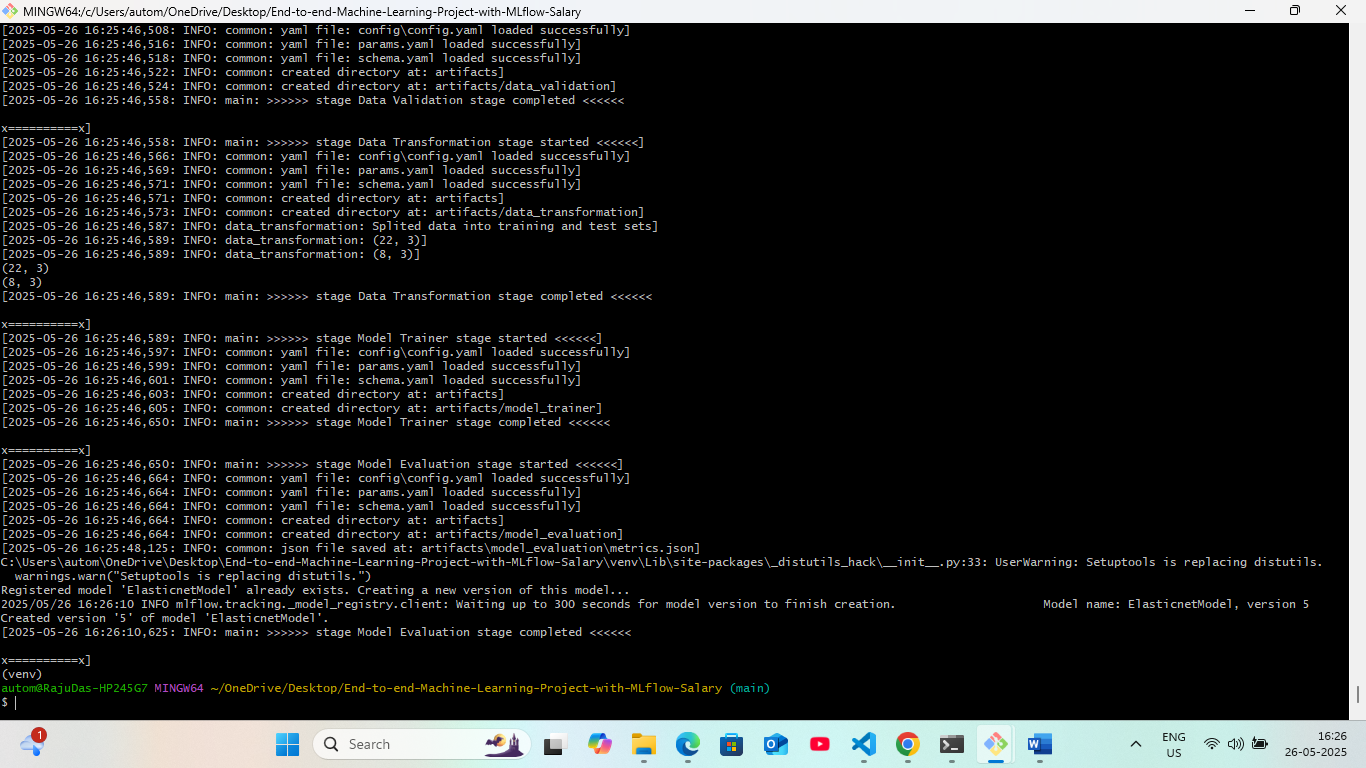 MINGW64:/c/Users/autom/OneDrive/Desktop/End-to-end-Machine-Learning-Project-with-MLflow-Salary
[2025-05-26 16:25:46,508: INFO: common: yaml file: config\config.yaml loaded successfully]
[2025-05-26 16:25:46,516: INFO: common: yaml file: params.yaml loaded successfully]
[2025-05-26 16:25:46,518: INFO: common: yaml file: schema.yaml loaded successfully]
[2025-05-26 16:25:46,522: INFO: common: created directory at: artifacts]
[2025-05-26 16:25:46,524: INFO: common: created directory at: artifacts/data_validation]
[2025-05-26 16:25:46,558: INFO: main: >>>>>> stage Data Validation stage completed <<<<<<
x==========x]
[2025-05-26 16:25:46,558: INFO: main: >>>>>> stage Data Transformation stage started <<<<<<]
[2025-05-26 16:25:46,566: INFO: common: yaml file: config\config.yaml loaded successfully]
[2025-05-26 16:25:46,569: INFO: common: yaml file: params.yaml loaded successfully]
[2025-05-26 16:25:46,571: INFO: common: yaml file: schema.yaml loaded successfully]
[2025-05-26 16:25:46,571: INFO: common: created directory at: artifacts]
[2025-05-26 16:25:46,573: INFO: common: created directory at: artifacts/data_transformation]
[2025-05-26 16:25:46,587: INFO: data_transformation: Splited data into training and test sets]
[2025-05-26 16:25:46,589: INFO: data_transformation: (22, 3)]
[2025-05-26 16:25:46,589: INFO: data_transformation: (8, 3)]
(22, 3)
(8, 3)
[2025-05-26 16:25:46,589: INFO: main: >>>>>> stage Data Transformation stage completed <<<<<<
x==========x]
[2025-05-26 16:25:46,589: INFO: main: >>>>>> stage Model Trainer stage started <<<<<<]
[2025-05-26 16:25:46,597: INFO: common: yaml file: config\config.yaml loaded successfully]
[2025-05-26 16:25:46,599: INFO: common: yaml file: params.yaml loaded successfully]
[2025-05-26 16:25:46,601: INFO: common: yaml file: schema.yaml loaded successfully]
[2025-05-26 16:25:46,603: INFO: common: created directory at: artifacts]
[2025-05-26 16:25:46,605: INFO: common: created directory at: artifacts/model_trainer]
[2025-05-26 16:25:46,650: INFO: main: >>>>>> stage Model Trainer stage completed <<<<<<
x==========x]
[2025-05-26 16:25:46,650: INFO: main: >>>>>> stage Model Evaluation stage started <<<<<<]
[2025-05-26 16:25:46,664: INFO: common: yaml file: config\config.yaml loaded successfully]
[2025-05-26 16:25:46,664: INFO: common: yaml file: params.yaml loaded successfully]
[2025-05-26 16:25:46,664: INFO: common: yaml file: schema.yaml loaded successfully]
[2025-05-26 16:25:46,664: INFO: common: created directory at: artifacts]
[2025-05-26 16:25:46,664: INFO: common: created directory at: artifacts/model_evaluation]
[2025-05-26 16:25:48,125: INFO: common: json file saved at: artifacts\model_evaluation\metrics.json]
C:\Users\autom\OneDrive\Desktop\End-to-end-Machine-Learning-Project-with-MLflow-Salary\venv\Lib\site-packages\_distutils_hack\__init__.py:33: UserWarning: Setuptools is replacing distutils.
warnings.warn("Setuptools is replacing distutils.")
Registered model 'ElasticnetModel' already exists. Creating a new version of this model...
2025/05/26 16:26:10 INFO mlflow.tracking._model_registry.client: Waiting up to 300 seconds for model version to finish creation. Model name: ElasticnetModel, version 5
Created version '5' of model 'ElasticnetModel'.
[2025-05-26 16:26:10,625: INFO: main: >>>>>> stage Model Evaluation stage completed <<<<<<
x==========x]
(venv)
autom@RajuDas-HP245G7 MINGW64 ~/OneDrive/Desktop/End-to-end-Machine-Learning-Project-with-MLflow-Salary (main)
$
1
Search
ENG
US
16:26
26-05-2025